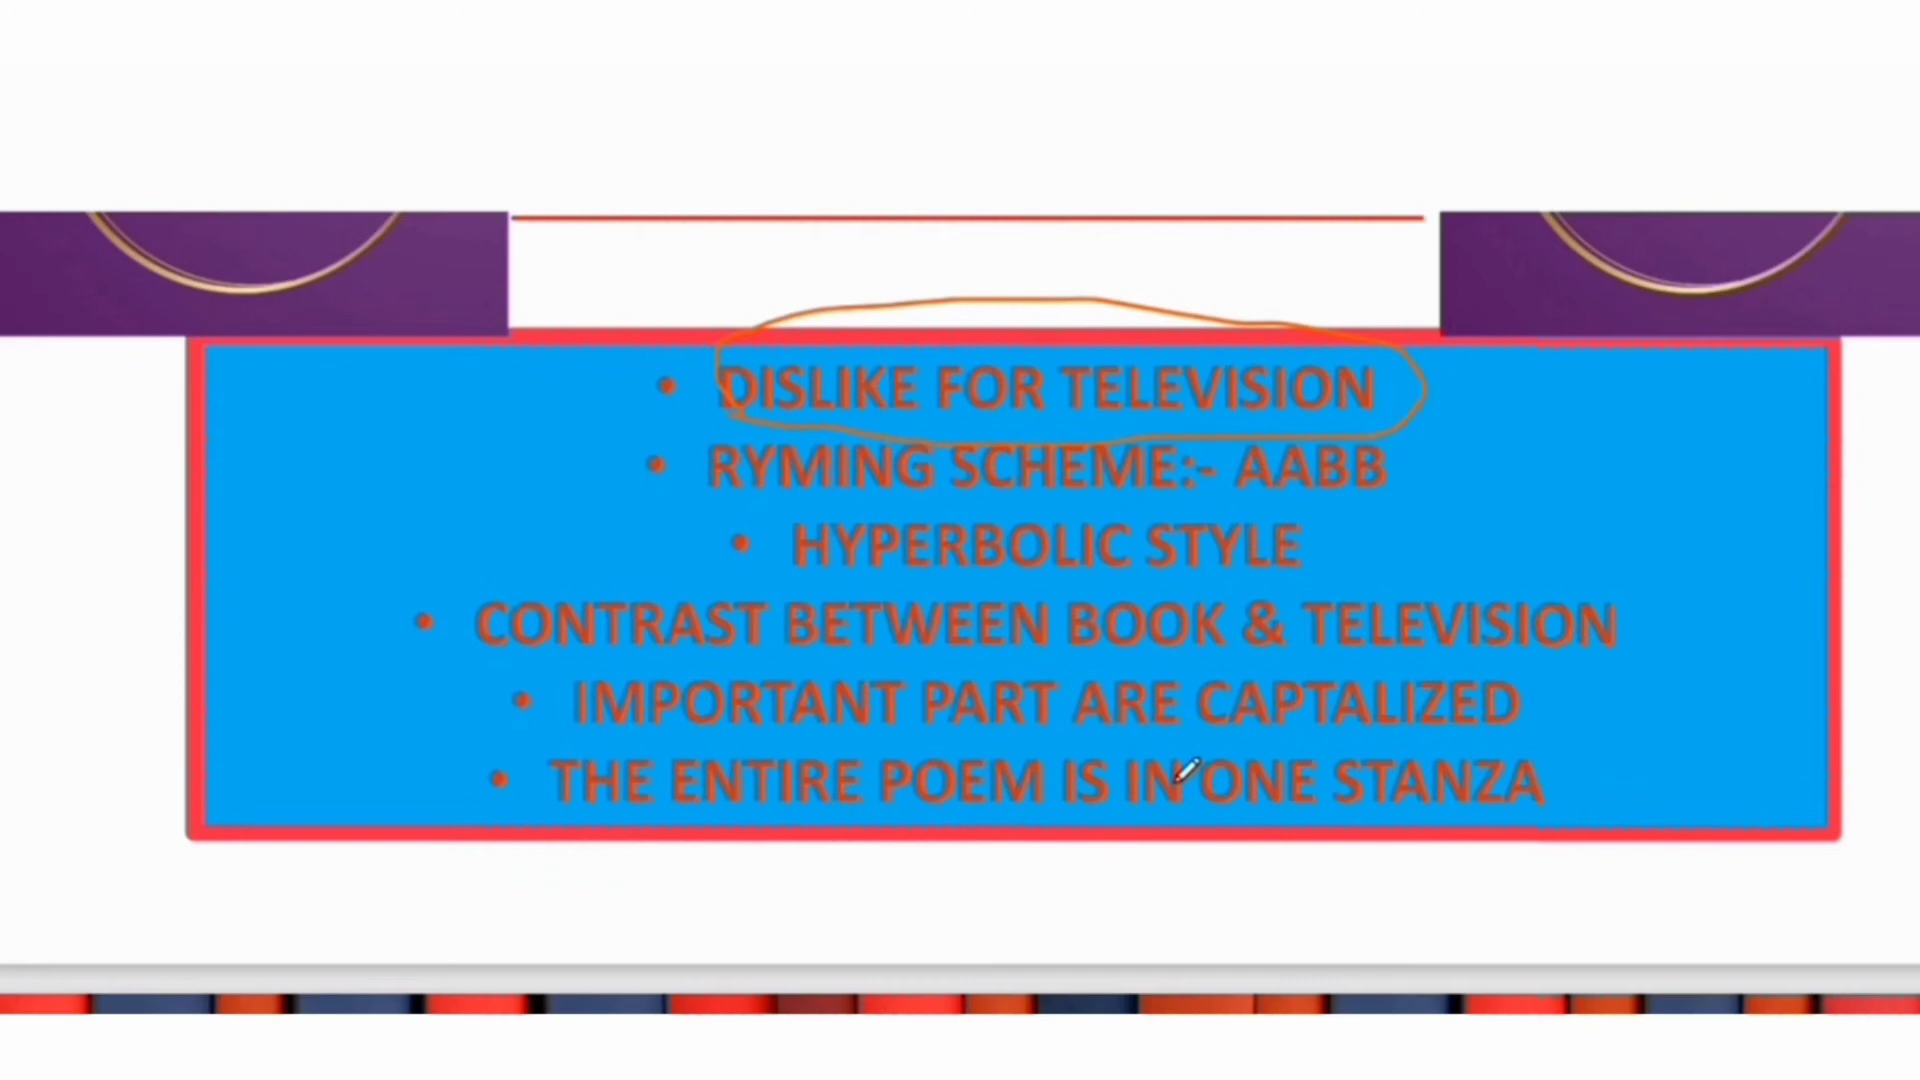 • DISLIKE FOR TELEVISION
• RYMING SCHEME:- AABB
• HYPERBOLIC STYLE
• CONTRAST BETWEEN BOOK & TELEVISION
• IMPORTANT PART ARE CAPTALIZED
• THE ENTIRE POEM IS IN ONE STANZA